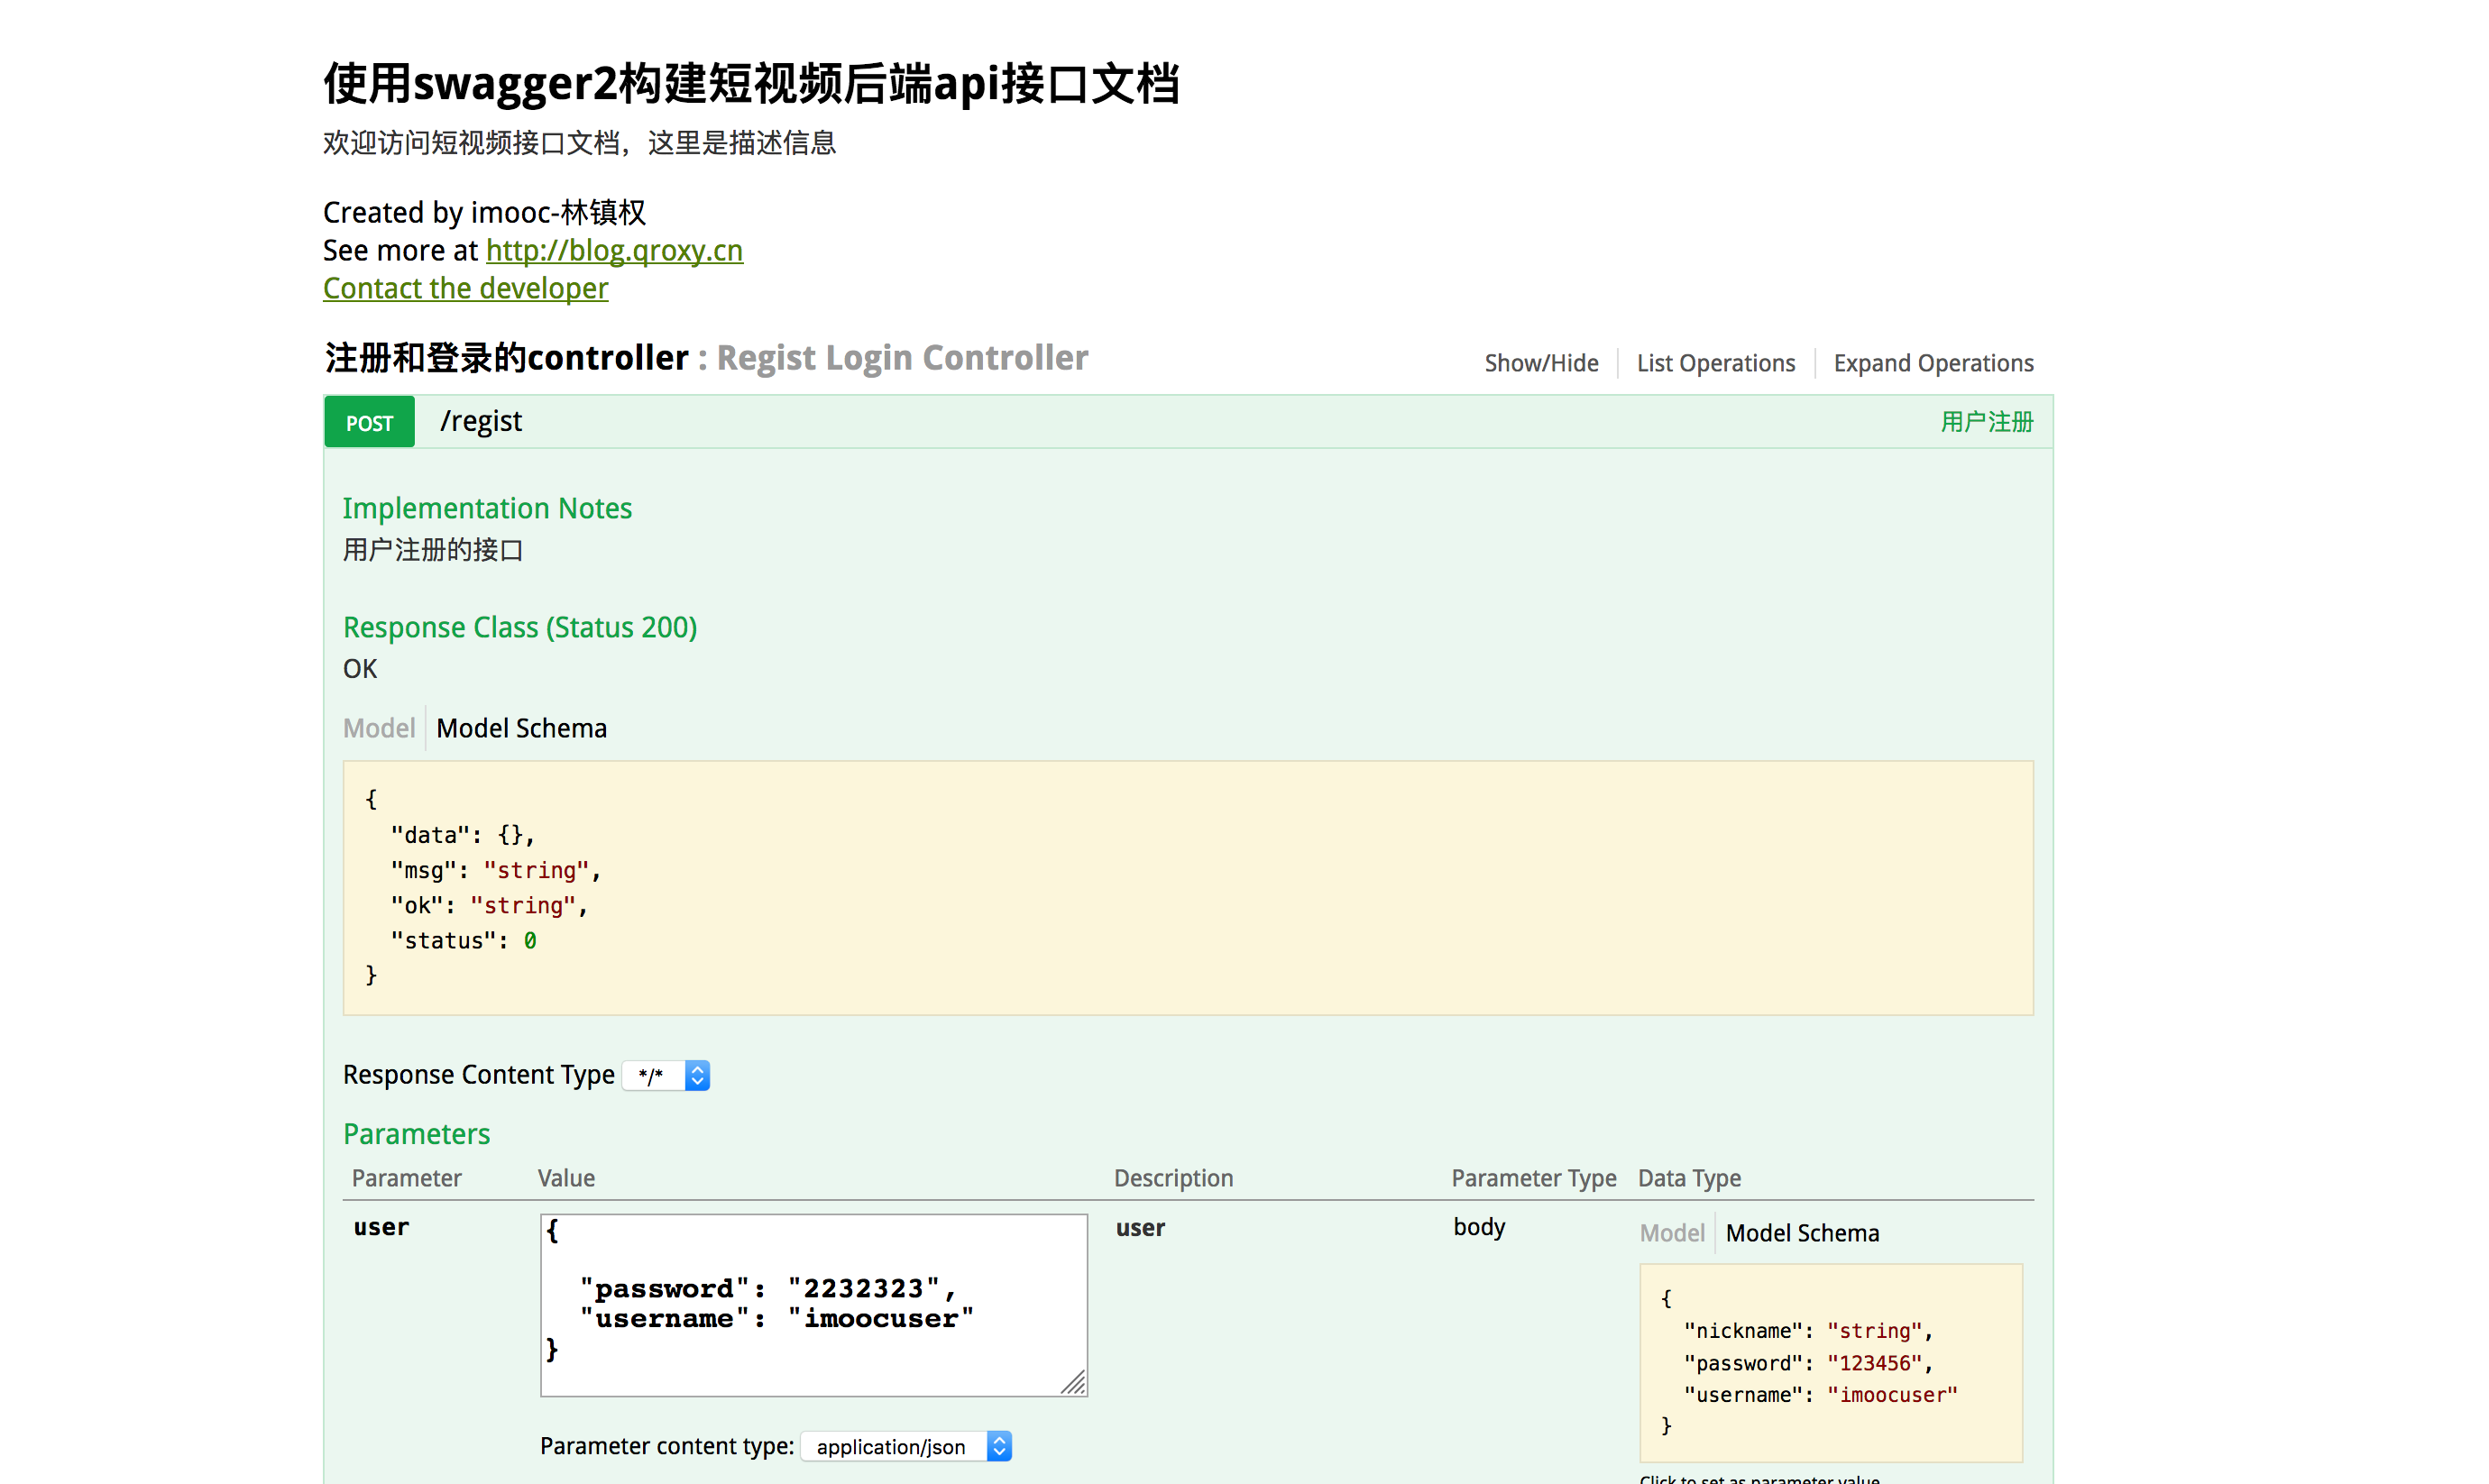 使用swagger2构建短视频后端api接口文档
欢迎访问短视频接口文档，这里是描述信息
Created by imooc-林镇权
See more at http://blog.qroxy.cn
Contact the developer
注册和登录的controller : Regist Login Controller
Show/Hide
List Operations
Expand Operations
POST
/regist
用户注册
Implementation Notes
用户注册的接口
Response Class (Status 200)
OK
Model
Model Schema
{
"data": {},
"msg": "string",
"ok": "string",
"status": 0
}
Response Content Type */*
Parameters
Parameter
Value
Description
Parameter Type
Data Type
user
{
"password": "2232323",
"username": "imoocuser"
}
Parameter content type: application/json
user
body
Model
Model Schema
{
"nickname": "string",
"password": "123456",
"username": "imoocuser"
}
Click to set as parameter value